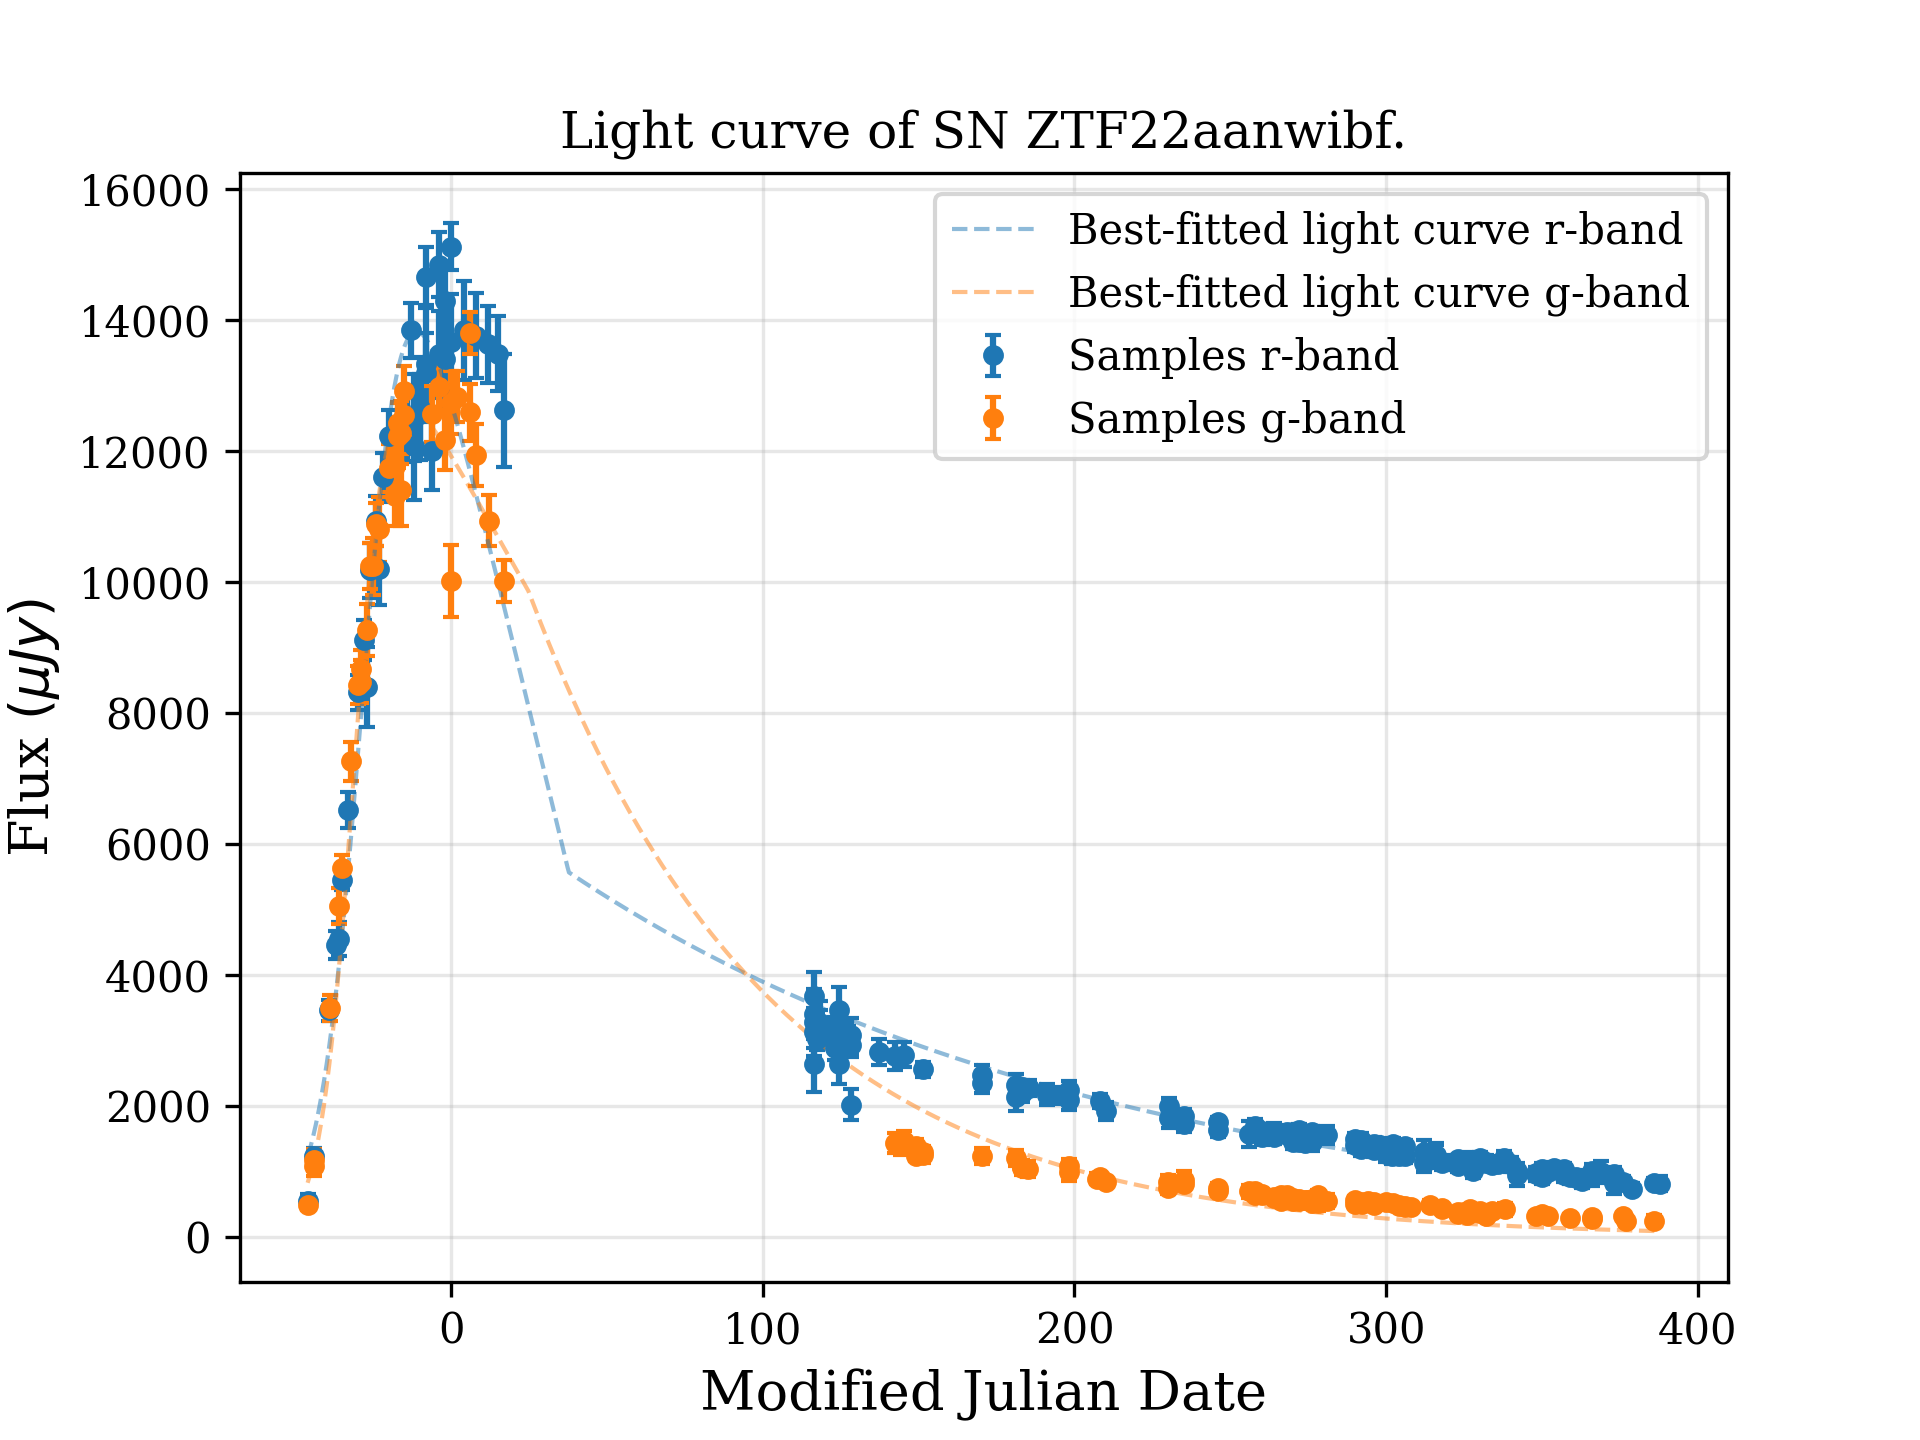 Light curve of SN ZTF22aanwibf.
16000
14000
12000
10000
8000
6000
4000
2000
0
Flux (μJy)
Best-fitted light curve r-band
Best-fitted light curve g-band
Samples r-band
Samples g-band
0 100 200 300 400
Modified Julian Date